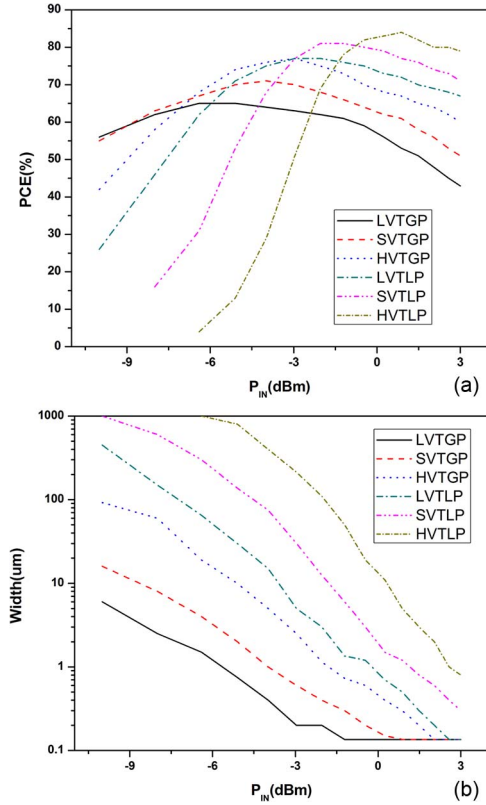 90
80
70
60
50
40
30
20
10
0
PCE(%)
LVTGP
SVTGP
HVTGP
LVTLP
SVTLP
HVTLP
-9 -6 -3 0 3
P_IN(dBm)
(a)
1000
100
10
1
0.1
Width(um)
LVTGP
SVTGP
HVTGP
LVTLP
SVTLP
HVTLP
-9 -6 -3 0 3
P_IN(dBm)
(b)